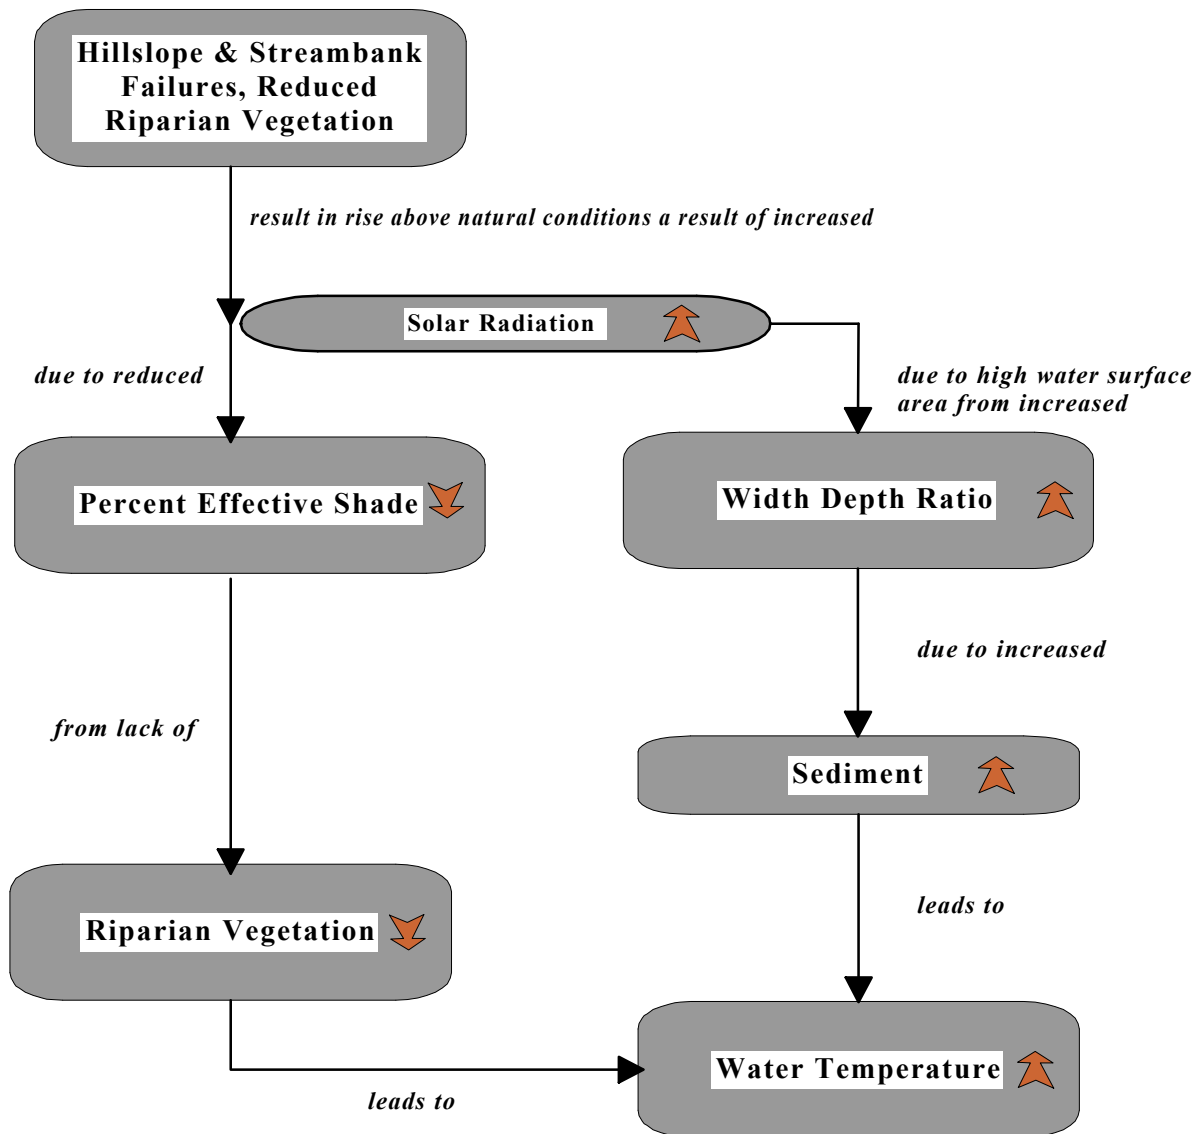 Hillslope & Streambank
Failures, Reduced
Riparian Vegetation
result in rise above natural conditions a result of increased
Solar Radiation
due to reduced
due to high water surface
area from increased
Percent Effective Shade
Width Depth Ratio
due to increased
from lack of
Sediment
Riparian Vegetation
leads to
Water Temperature
leads to